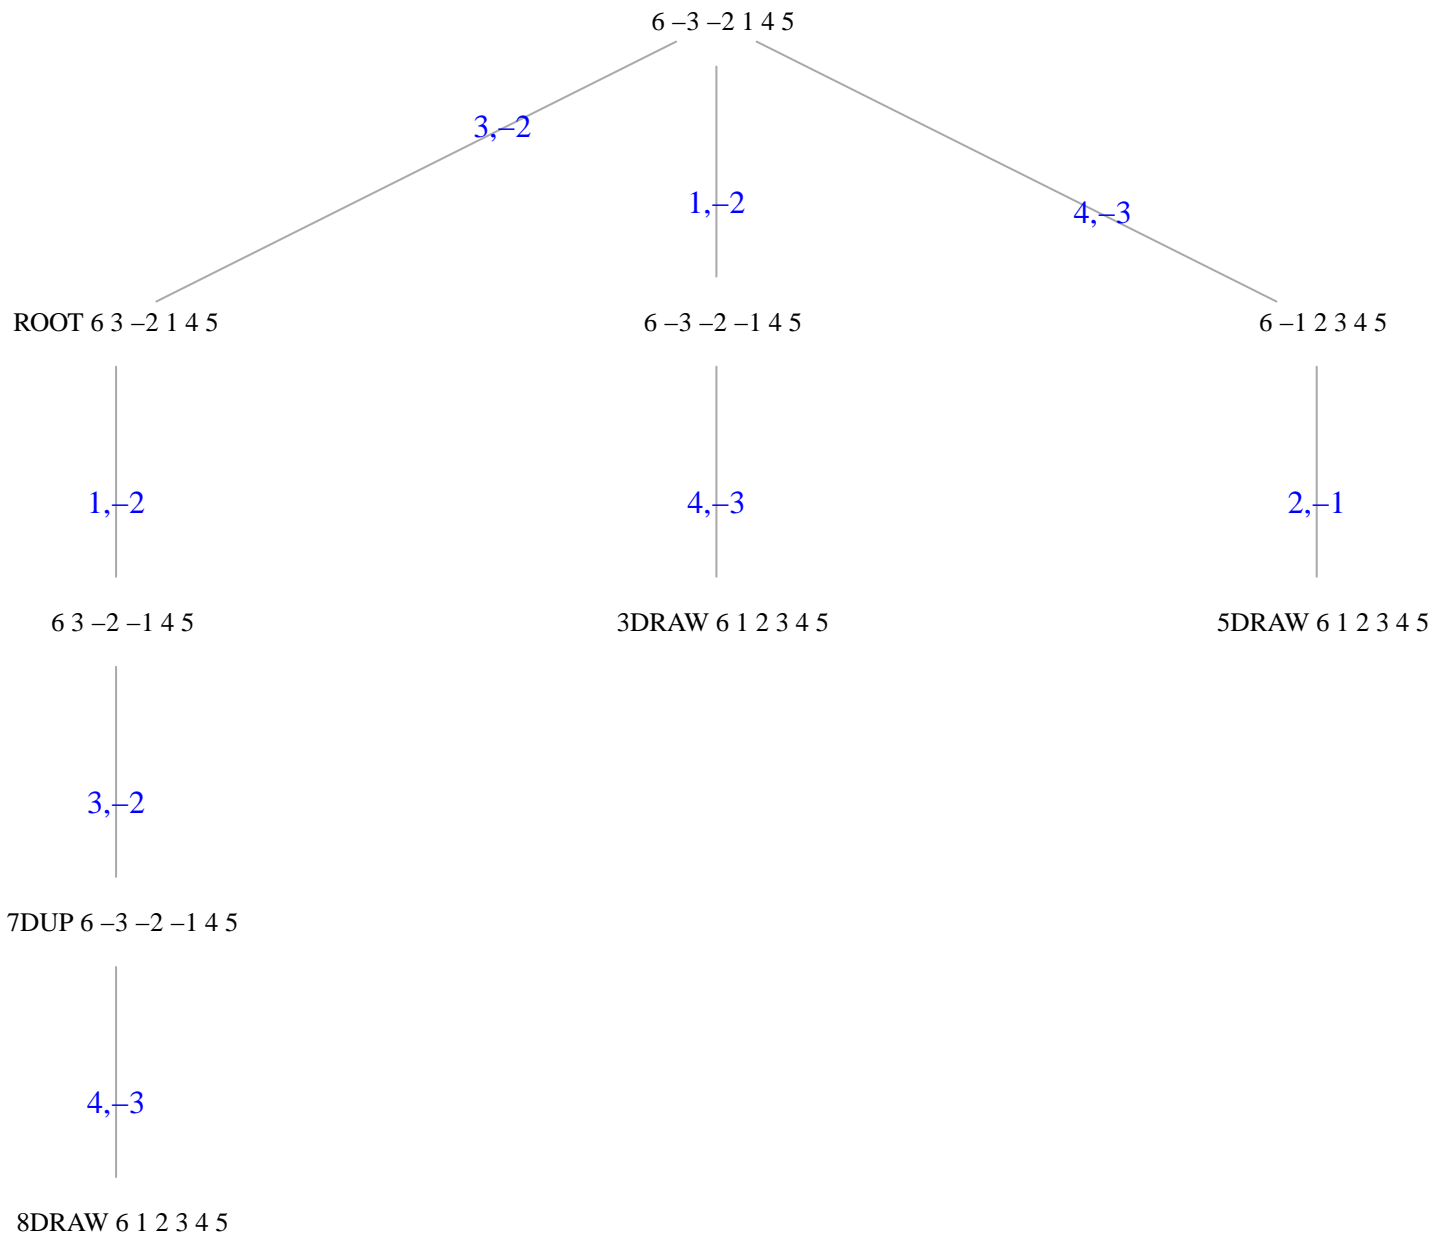 6 –3 –2 1 4 5
3,–2
1,–2
4,–3
ROOT 6 3 –2 1 4 5
6 –3 –2 –1 4 5
6 –1 2 3 4 5
1,–2
4,–3
2,–1
6 3 –2 –1 4 5
3DRAW 6 1 2 3 4 5
5DRAW 6 1 2 3 4 5
3,–2
7DUP 6 –3 –2 –1 4 5
4,–3
8DRAW 6 1 2 3 4 5